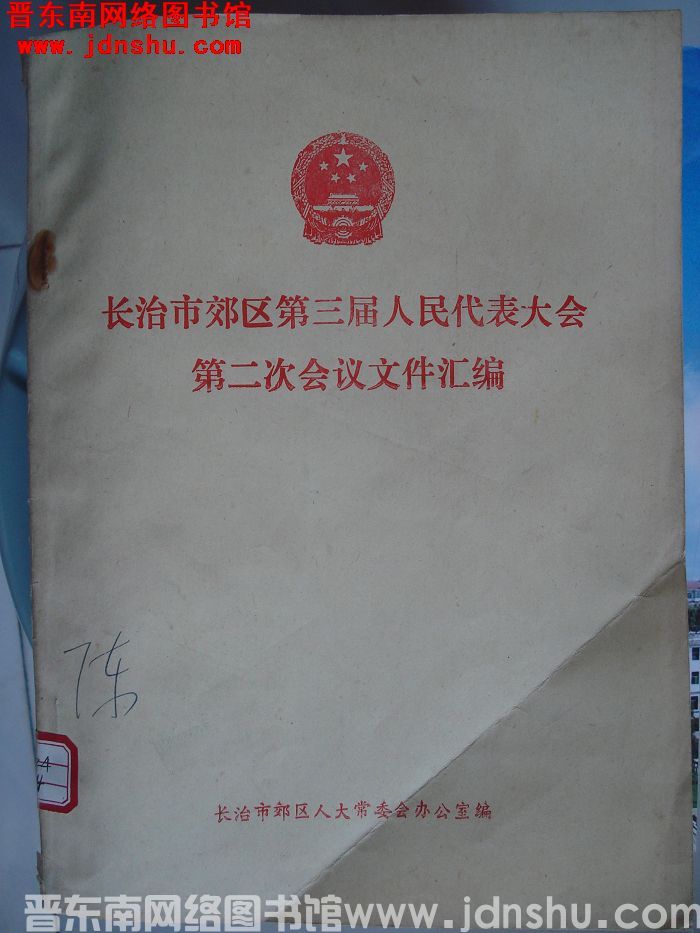 晋东南网络图书馆
www.jdnshu.com
长治市郊区第三届人民代表大会
第二次会议文件汇编
陈
4
长治市郊区人大常委会办公室编
晋东南网络图书馆 www.jdnshu.com